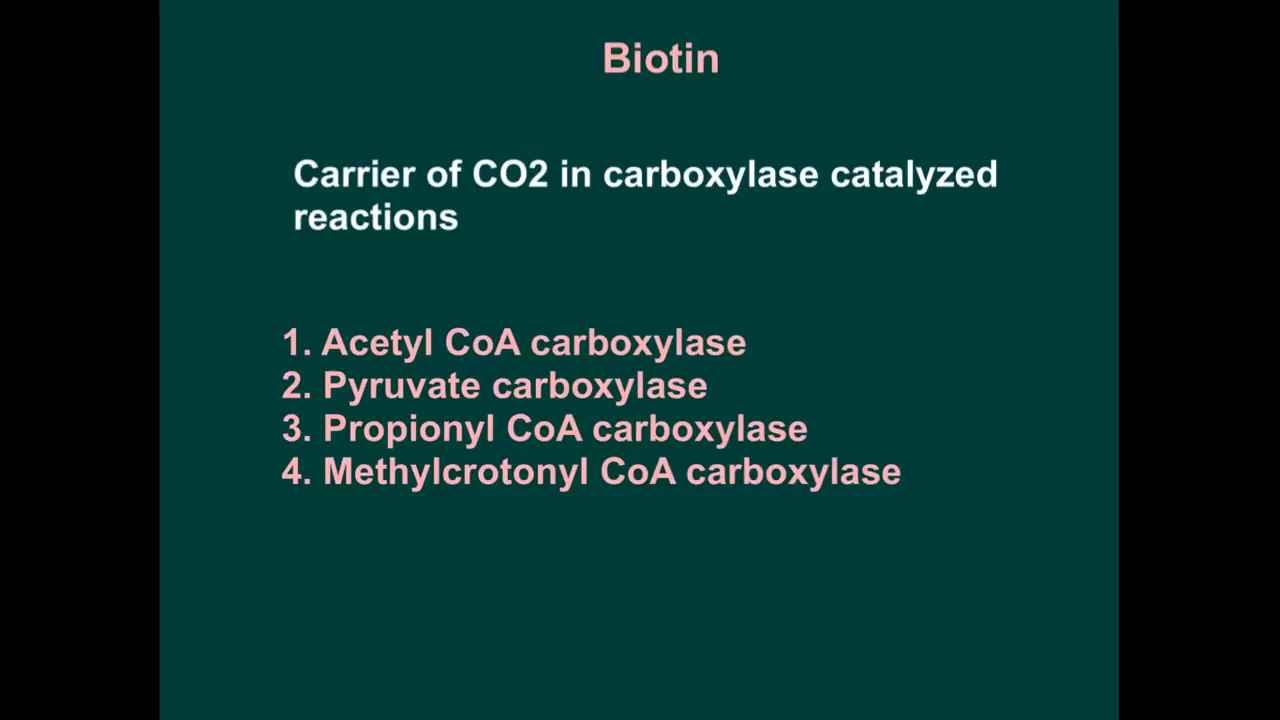 Biotin
Carrier of CO2 in carboxylase catalyzed
reactions
1. Acetyl CoA carboxylase
2. Pyruvate carboxylase
3. Propionyl CoA carboxylase
4. Methylcrotonyl CoA carboxylase